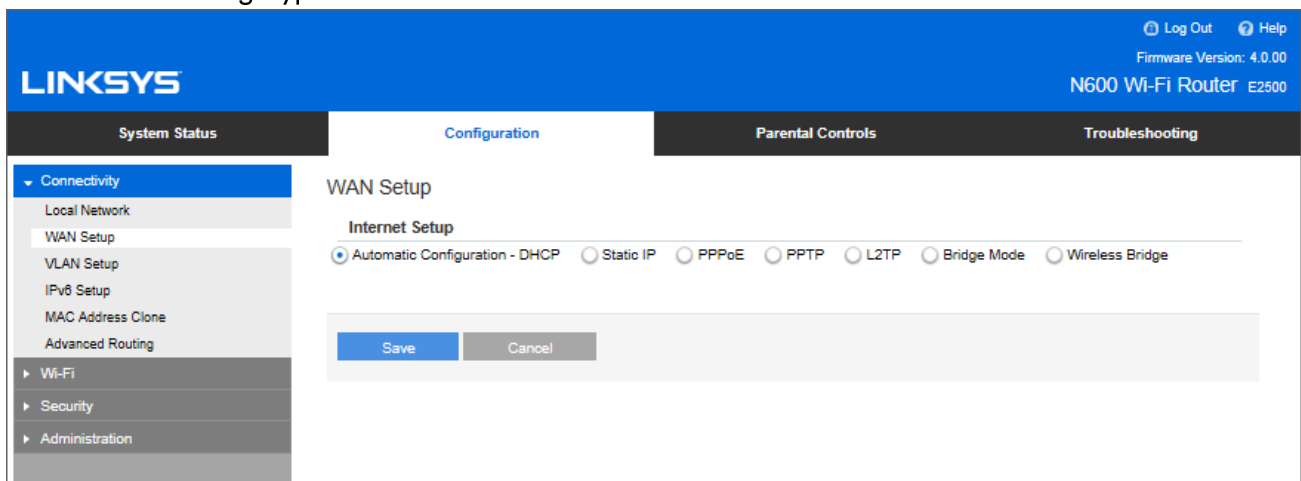 Log Out Help
Firmware Version: 4.0.00
LINKSYS
N600 Wi-Fi Router E2500
System Status Configuration Parental Controls Troubleshooting
Connectivity
Local Network
WAN Setup
VLAN Setup
IPv6 Setup
MAC Address Clone
Advanced Routing
Wi-Fi
Security
Administration
WAN Setup
Internet Setup
Automatic Configuration - DHCP Static IP PPPoE PPTP L2TP Bridge Mode Wireless Bridge
Save Cancel